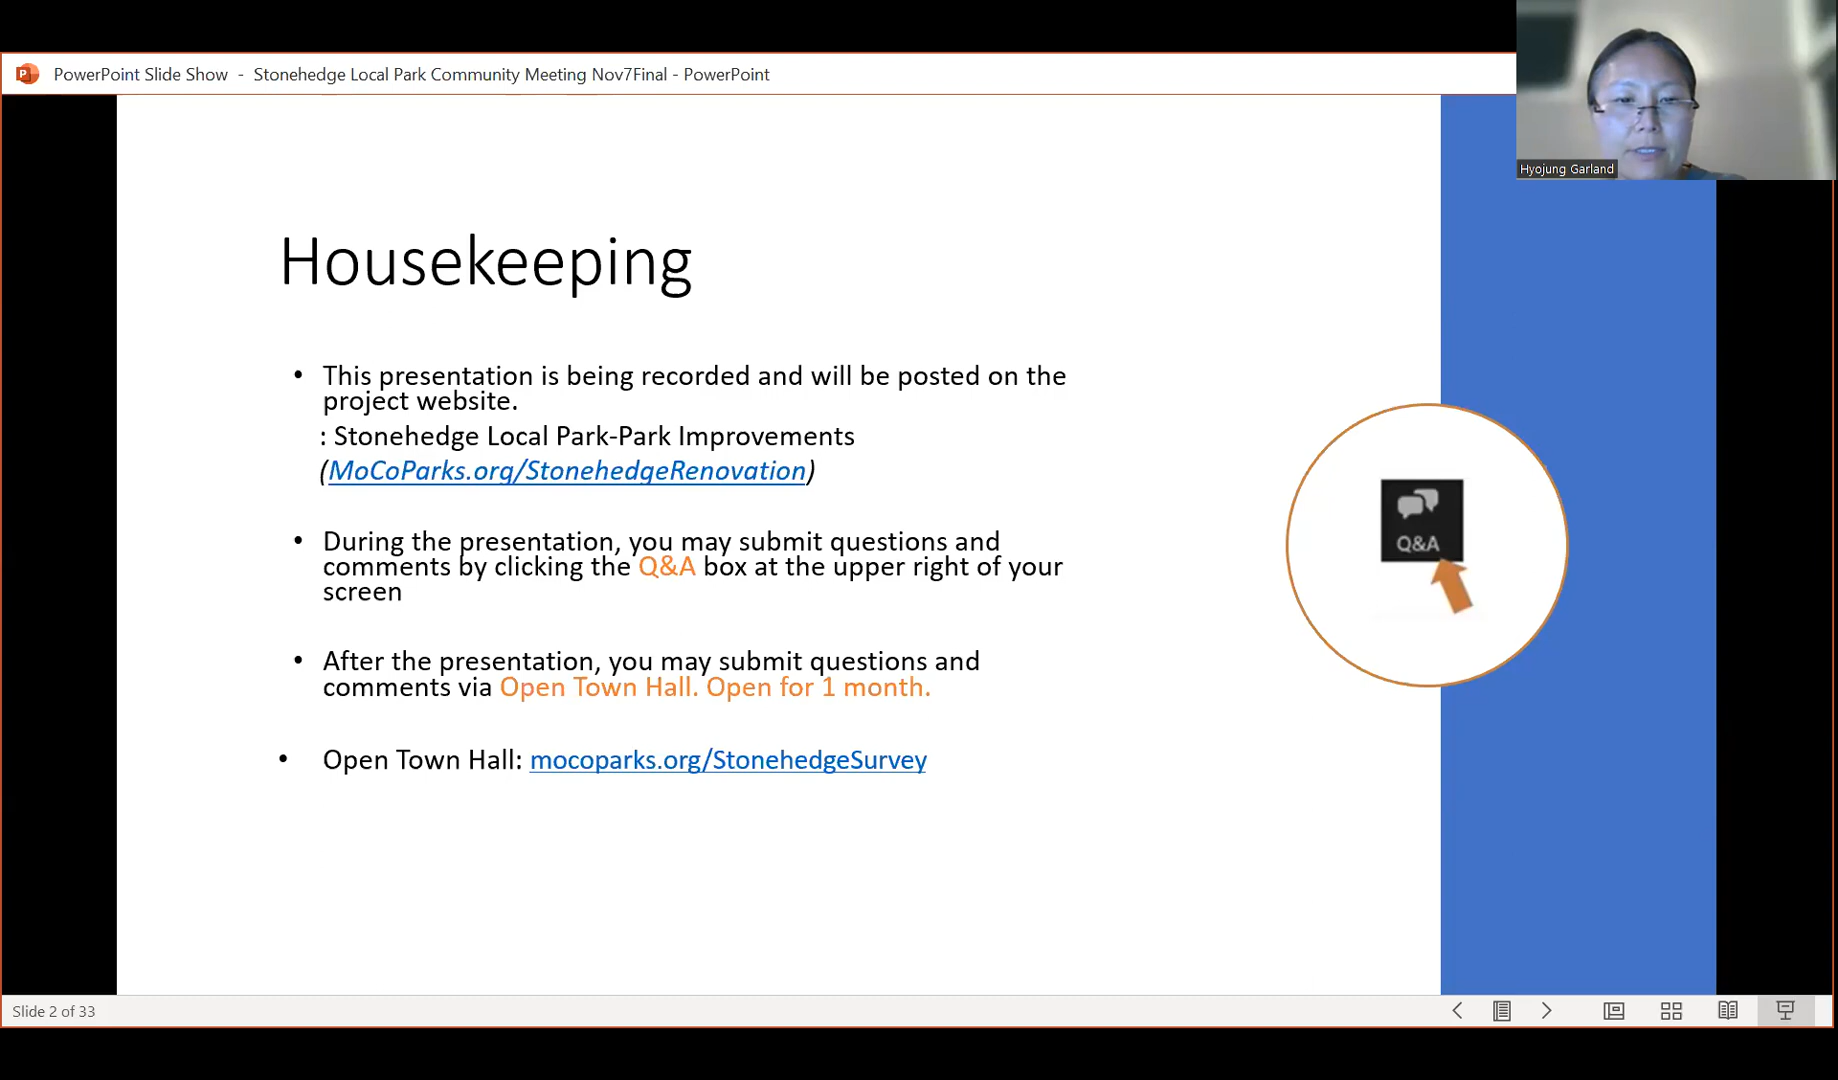 PowerPoint Slide Show - Stonehedge Local Park Community Meeting Nov7Final - PowerPoint
Hyojung Garland
Housekeeping
• This presentation is being recorded and will be posted on the
project website.
: Stonehedge Local Park-Park Improvements
(MoCoParks.org/StonehedgeRenovation)
• During the presentation, you may submit questions and
comments by clicking the Q&A box at the upper right of your
screen
Q&A
• After the presentation, you may submit questions and
comments via Open Town Hall. Open for 1 month.
• Open Town Hall: mocoparks.org/StonehedgeSurvey
Slide 2 of 33